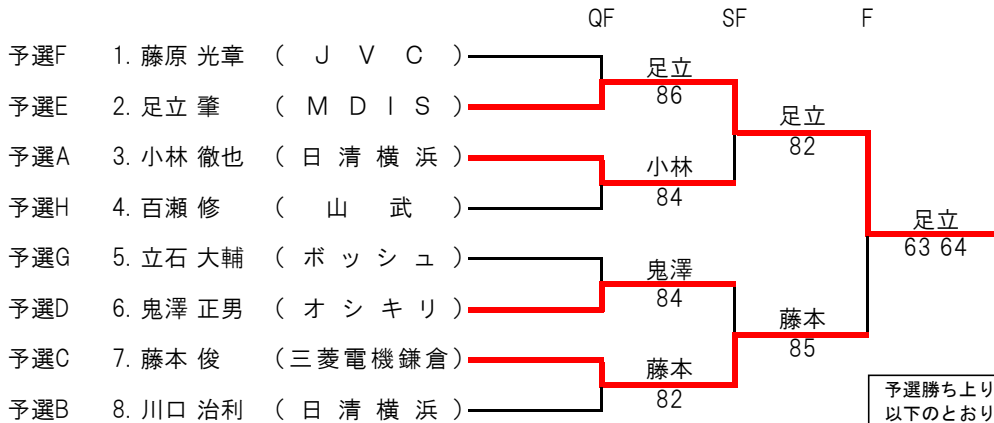 QF SF F
予選F 1. 藤原 光章 ( J V C )
足立
86
予選E 2. 足立 肇 ( M D I S )
足立
82
予選A 3. 小林 徹也 ( 日 清 横 浜 )
小林
84
予選H 4. 百瀬 修 ( 山 武 )
足立
63 64
予選G 5. 立石 大輔 ( ボ ッ シ ュ )
鬼澤
84
予選D 6. 鬼澤 正男 ( オ シ キ リ )
藤本
85
予選C 7. 藤本 俊 (三菱電機鎌倉)
藤本
82
予選B 8. 川口 治利 ( 日 清 横 浜 )
予選勝ち上り
以下のとおり